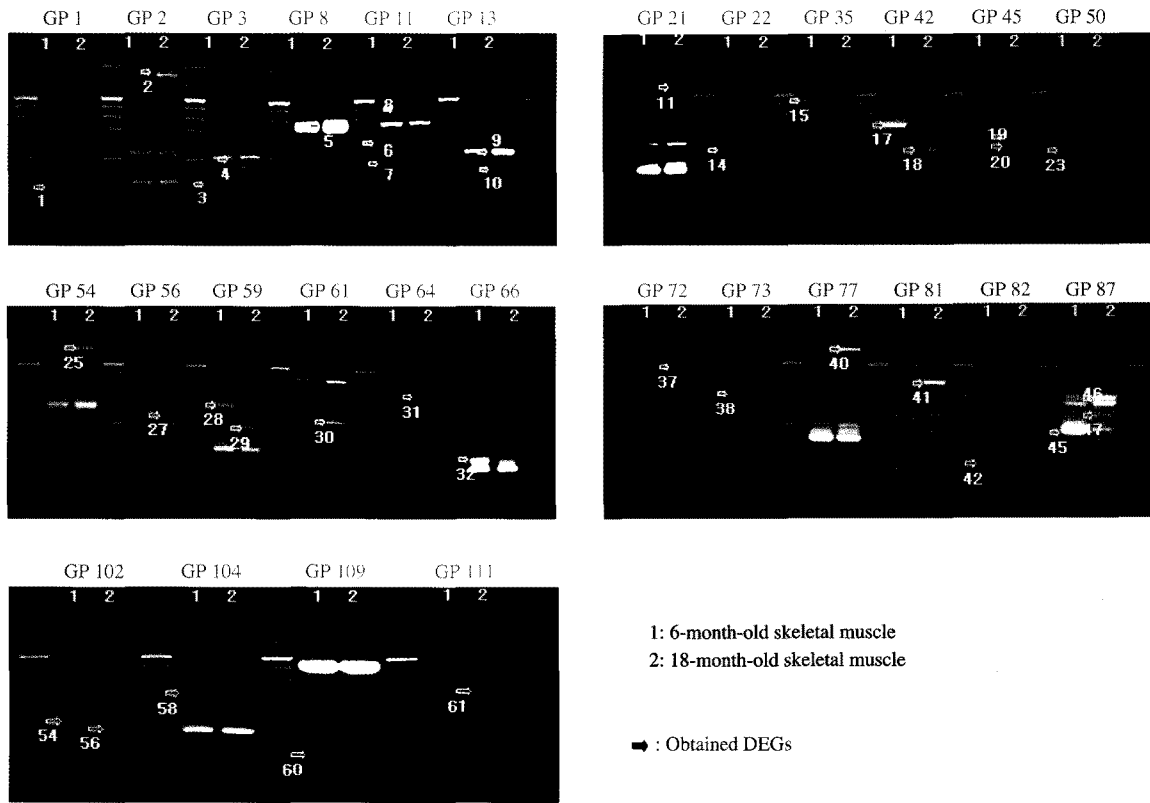 GP 1 GP 2 GP 3 GP 8 GP 11 GP 13
1 2 1 2 1 2 1 2 1 2 1 2
2
8
5
9
6
4
7
10
1
3
GP 21 GP 22 GP 35 GP 42 GP 45 GP 50
1 2 1 2 1 2 1 2 1 2 1 2
11
15
17
19
14
18
20
23
GP 54 GP 56 GP 59 GP 61 GP 64 GP 66
1 2 1 2 1 2 1 2 1 2 1 2
25
28
31
27
30
29
32
GP 72 GP 73 GP 77 GP 81 GP 82 GP 87
1 2 1 2 1 2 1 2 1 2 1 2
40
37
41
46
38
47
45
42
GP 102 GP 104 GP 109 GP 111
1 2 1 2 1 2 1 2
58
61
54
56
60
1: 6-month-old skeletal muscle
2: 18-month-old skeletal muscle
: Obtained DEGs